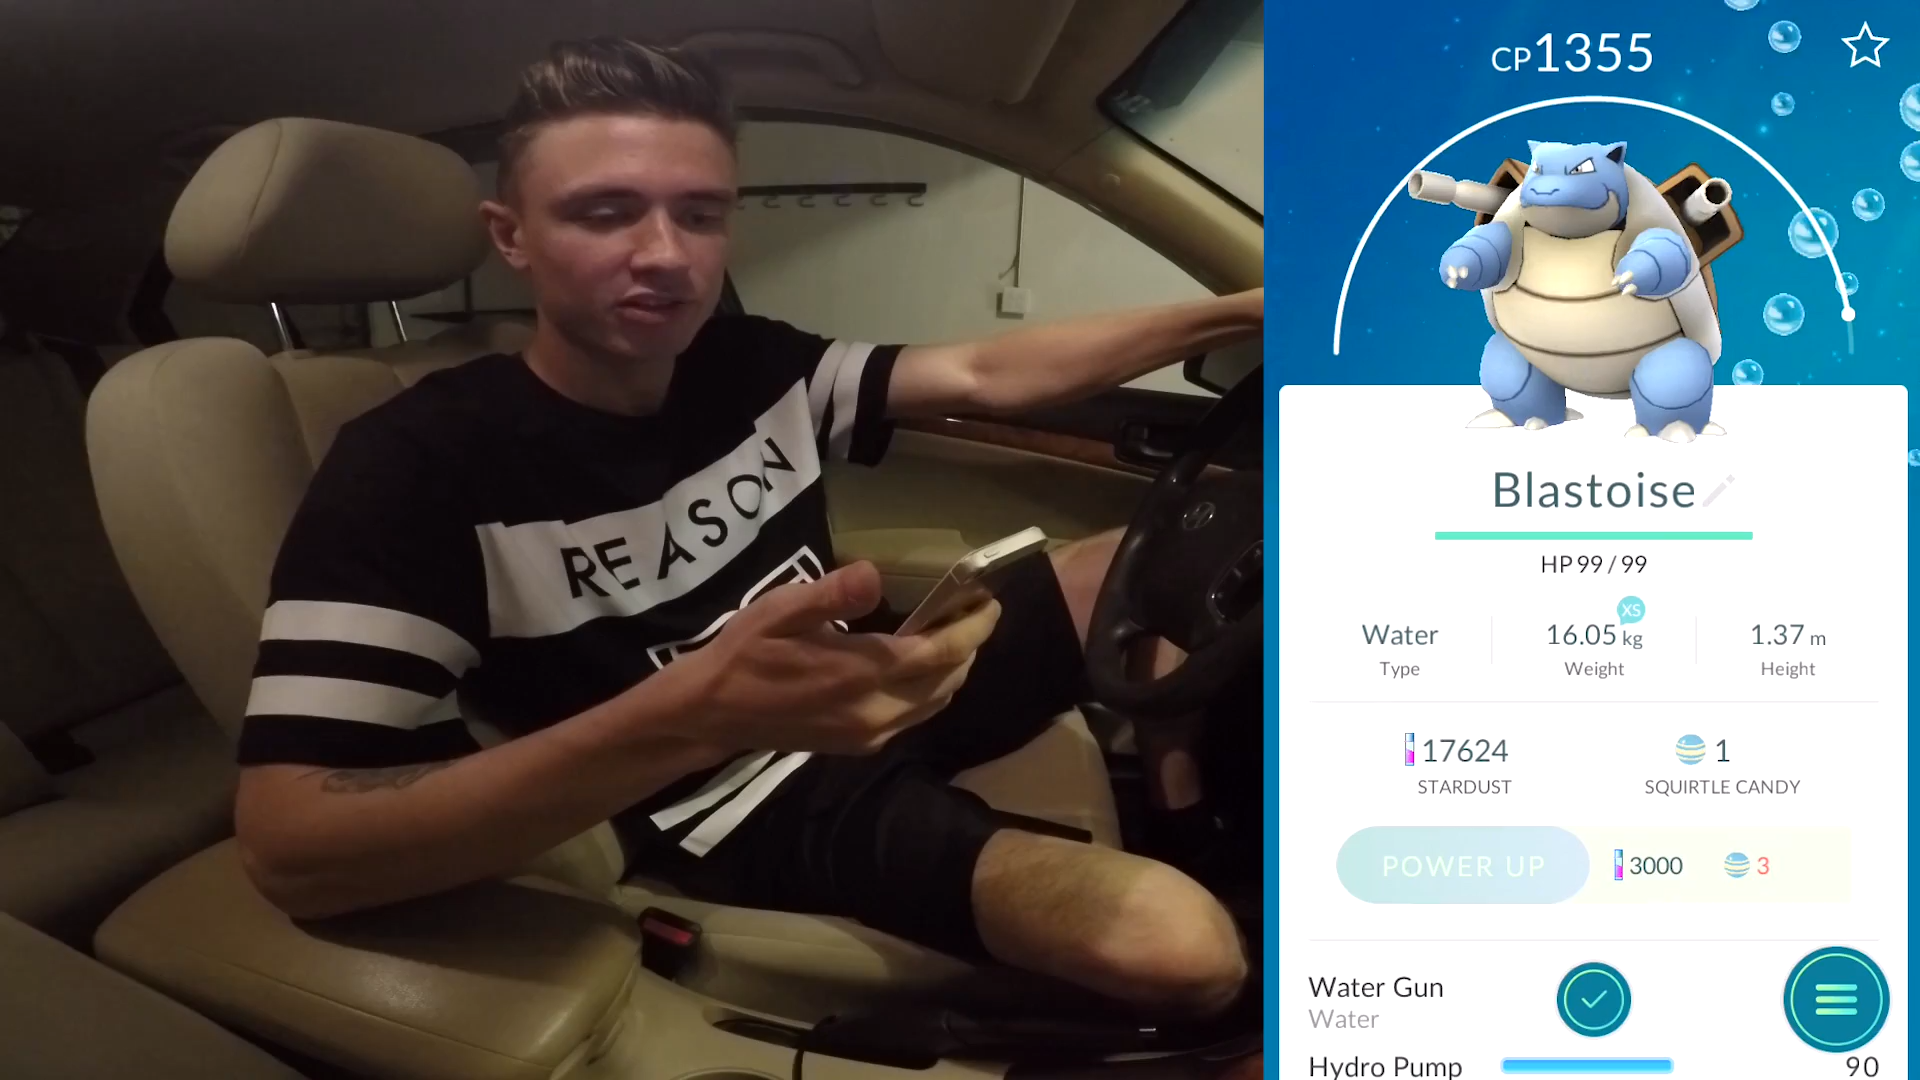 REASON
CP1355
Blastoise
HP 99 / 99
XS
Water
Type
16.05 kg
Weight
1.37 m
Height
17624
STARDUST
1
SQUIRTLE CANDY
POWER UP
3000
3
Water Gun
Water
Hydro Pump
90